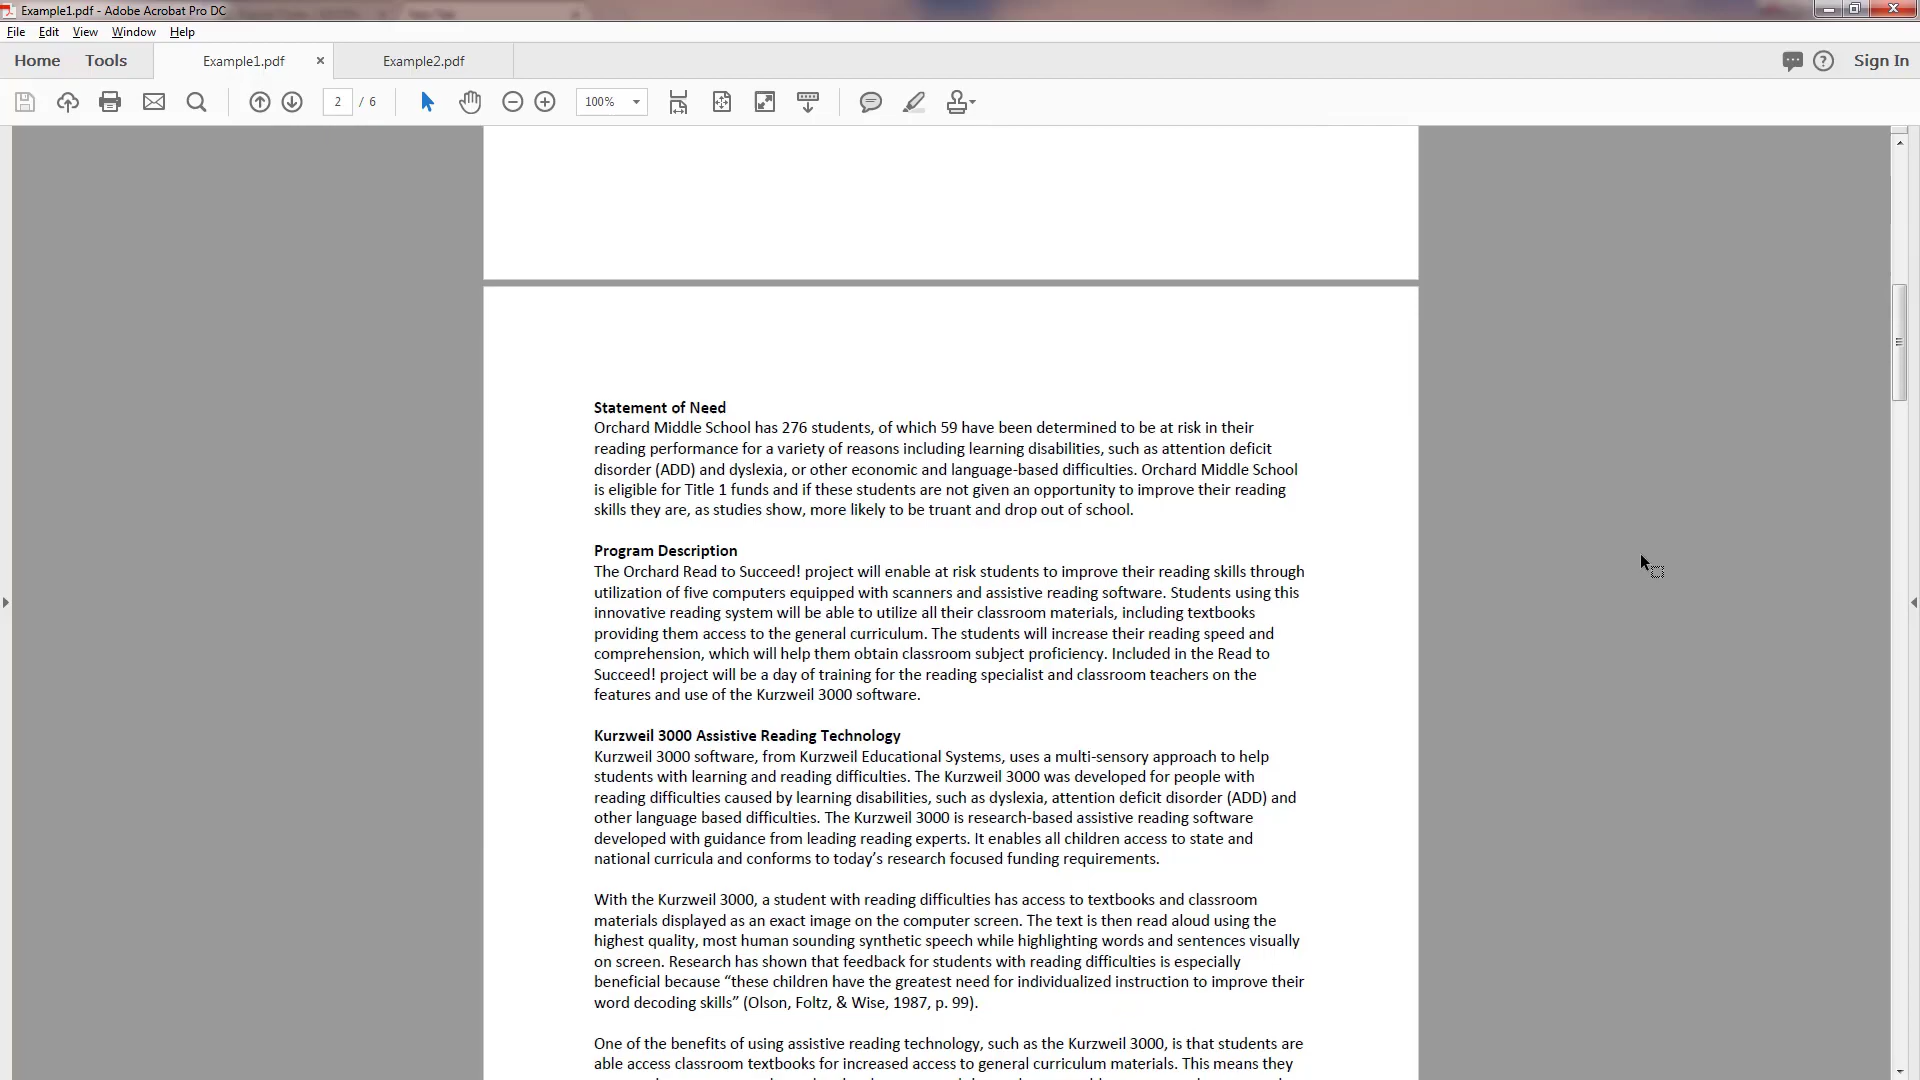 Example1.pdf - Adobe Acrobat Pro DC
File Edit View Window Help
Home Tools Example1.pdf × Example2.pdf Sign In
2 / 6 100%
Statement of Need
Orchard Middle School has 276 students, of which 59 have been determined to be at risk in their
reading performance for a variety of reasons including learning disabilities, such as attention deficit
disorder (ADD) and dyslexia, or other economic and language-based difficulties. Orchard Middle School
is eligible for Title 1 funds and if these students are not given an opportunity to improve their reading
skills they are, as studies show, more likely to be truant and drop out of school.
Program Description
The Orchard Read to Succeed! project will enable at risk students to improve their reading skills through
utilization of five computers equipped with scanners and assistive reading software. Students using this
innovative reading system will be able to utilize all their classroom materials, including textbooks
providing them access to the general curriculum. The students will increase their reading speed and
comprehension, which will help them obtain classroom subject proficiency. Included in the Read to
Succeed! project will be a day of training for the reading specialist and classroom teachers on the
features and use of the Kurzweil 3000 software.
Kurzweil 3000 Assistive Reading Technology
Kurzweil 3000 software, from Kurzweil Educational Systems, uses a multi-sensory approach to help
students with learning and reading difficulties. The Kurzweil 3000 was developed for people with
reading difficulties caused by learning disabilities, such as dyslexia, attention deficit disorder (ADD) and
other language based difficulties. The Kurzweil 3000 is research-based assistive reading software
developed with guidance from leading reading experts. It enables all children access to state and
national curricula and conforms to today’s research focused funding requirements.
With the Kurzweil 3000, a student with reading difficulties has access to textbooks and classroom
materials displayed as an exact image on the computer screen. The text is then read aloud using the
highest quality, most human sounding synthetic speech while highlighting words and sentences visually
on screen. Research has shown that feedback for students with reading difficulties is especially
beneficial because “these children have the greatest need for individualized instruction to improve their
word decoding skills” (Olson, Foltz, & Wise, 1987, p. 99).
One of the benefits of using assistive reading technology, such as the Kurzweil 3000, is that students are
able access classroom textbooks for increased access to general curriculum materials. This means they